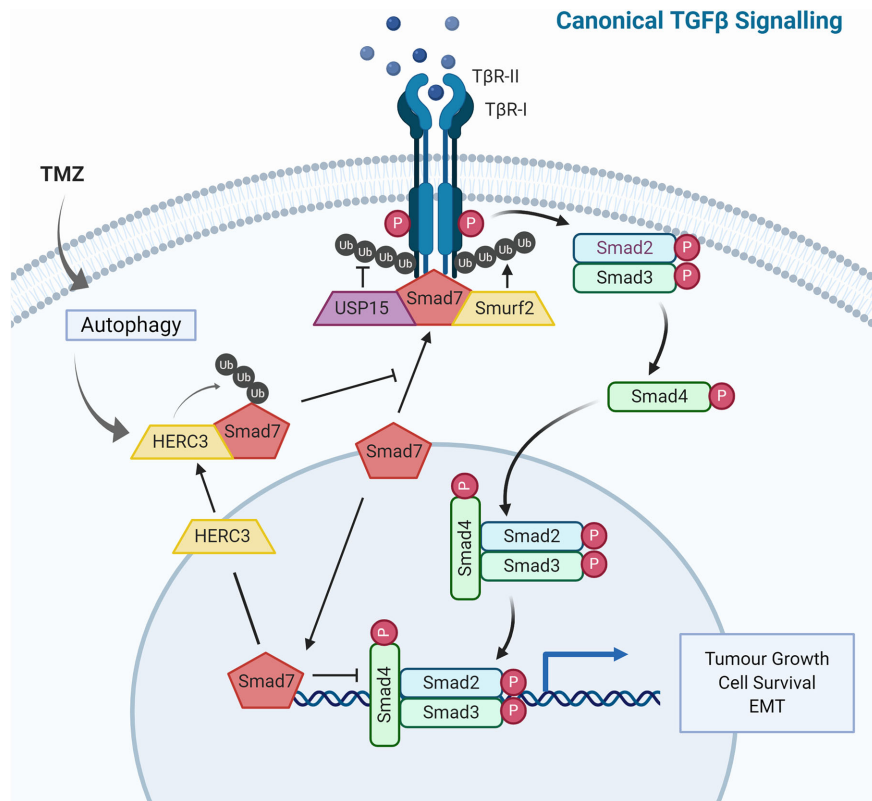 Canonical TGFβ Signalling
TβR-II
TβR-I
TMZ
P
P
Ub
Ub
Ub
Ub
Ub
Ub
Ub
Ub
Smad2
P
Smad3
P
USP15
Smad7
Smurf2
Autophagy
Ub
Ub
Ub
Smad4
P
HERC3
Smad7
Smad7
P
Smad4
Smad2
P
Smad3
P
HERC3
P
Smad7
Smad4
Smad2
P
Smad3
P
Tumour Growth
Cell Survival
EMT